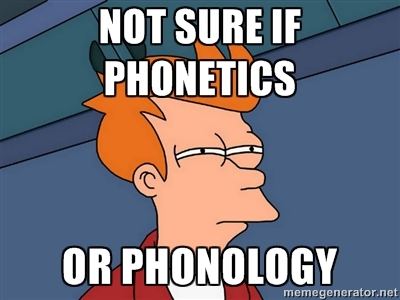 NOT SURE IF
PHONETICS
OR PHONOLOGY
memegenerator.net